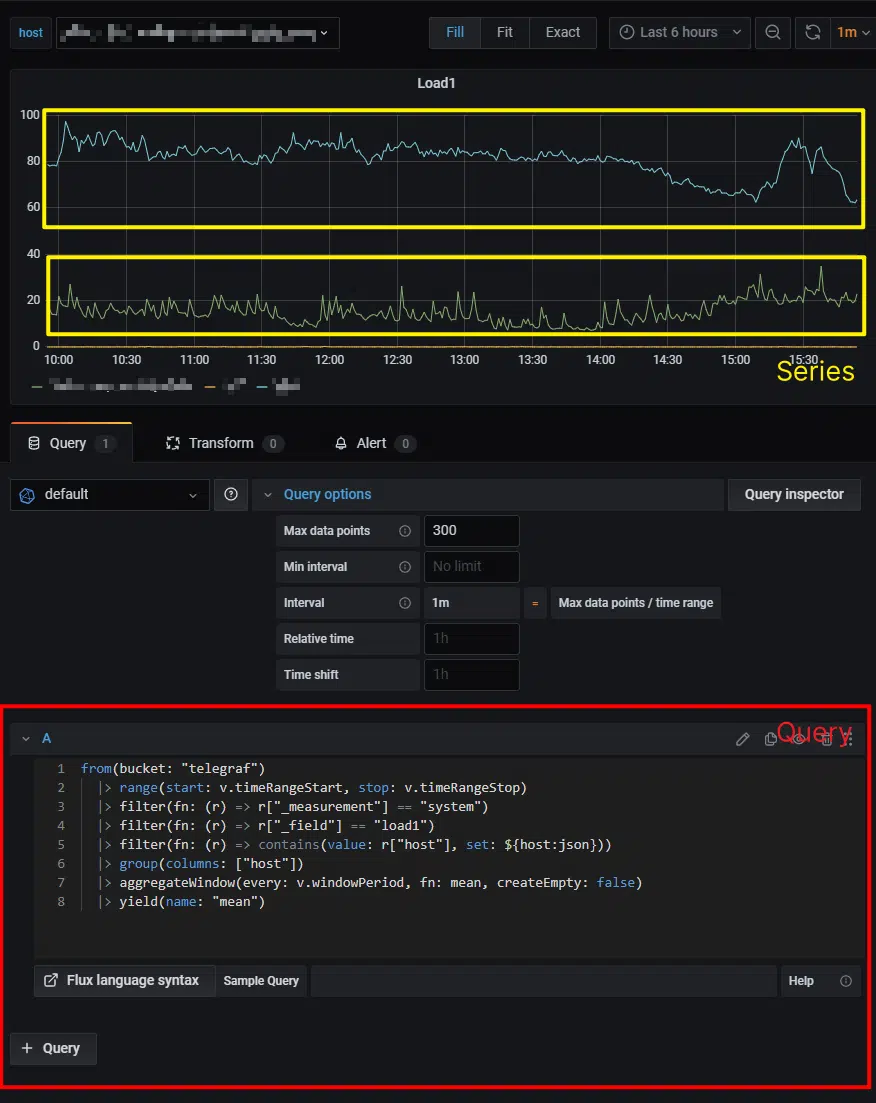 host
Fill Fit Exact Last 6 hours 1m
Load1
100
80
60
40
20
0
10:00 10:30 11:00 11:30 12:00 12:30 13:00 13:30 14:00 14:30 15:00 15:30
Series
Query 1 Transform 0 Alert 0
default Query options Query inspector
Max data points 300
Min interval No limit
Interval 1m = Max data points / time range
Relative time 1h
Time shift 1h
Query
A
1 from(bucket: "telegraf")
2 |> range(start: v.timeRangeStart, stop: v.timeRangeStop)
3 |> filter(fn: (r) => r["_measurement"] == "system")
4 |> filter(fn: (r) => r["_field"] == "load1")
5 |> filter(fn: (r) => contains(value: r["host"], set: ${host:json}))
6 |> group(columns: ["host"])
7 |> aggregateWindow(every: v.windowPeriod, fn: mean, createEmpty: false)
8 |> yield(name: "mean")
Flux language syntax Sample Query Help
+ Query